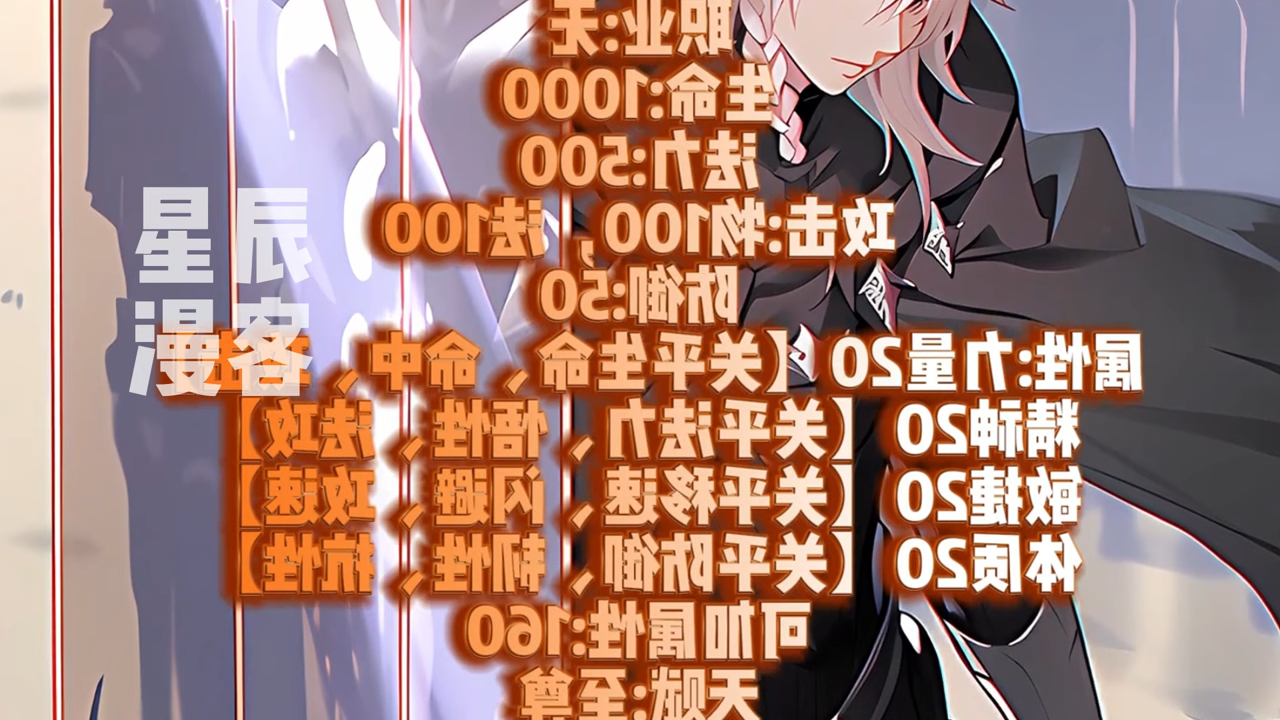 职业:无
生命:1000
法力:500
攻击:物100，法100
防御:50
属性:力量20【关乎生命、命中、
精神20【关乎法力、悟性、法攻】
敏捷20【关乎移速、闪避、攻速】
体质20【关乎防御、韧性、抗性】
可加属性:160
天赋:至尊
星辰
漫客